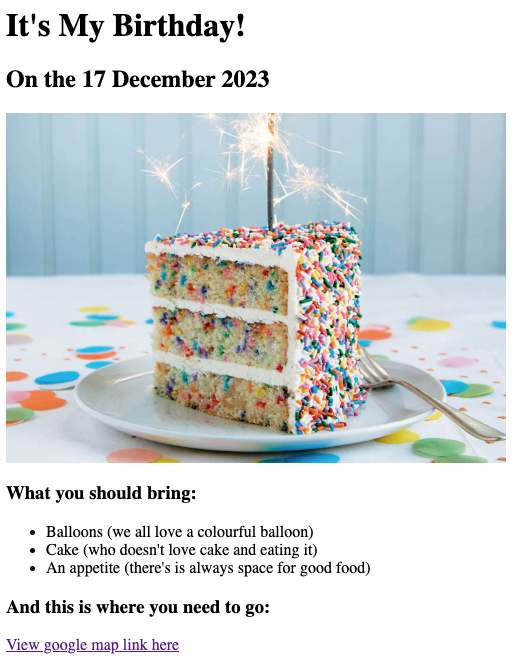 It's My Birthday!
On the 17 December 2023
What you should bring:
Balloons (we all love a colourful balloon)
Cake (who doesn't love cake and eating it)
An appetite (there's is always space for good food)
And this is where you need to go:
View google map link here